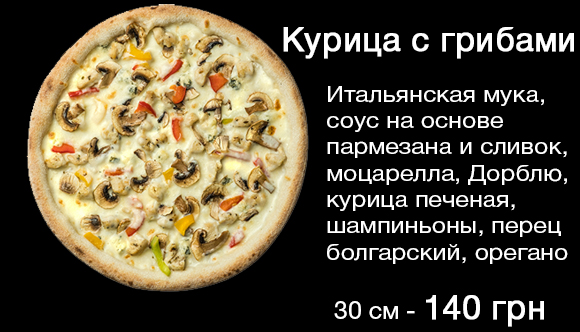 Курица с грибами
Итальянская мука,
соус на основе
пармезана и сливок,
моцарелла, Дорблю,
курица печеная,
шампиньоны, перец
болгарский, орегано
30 см - 140 грн